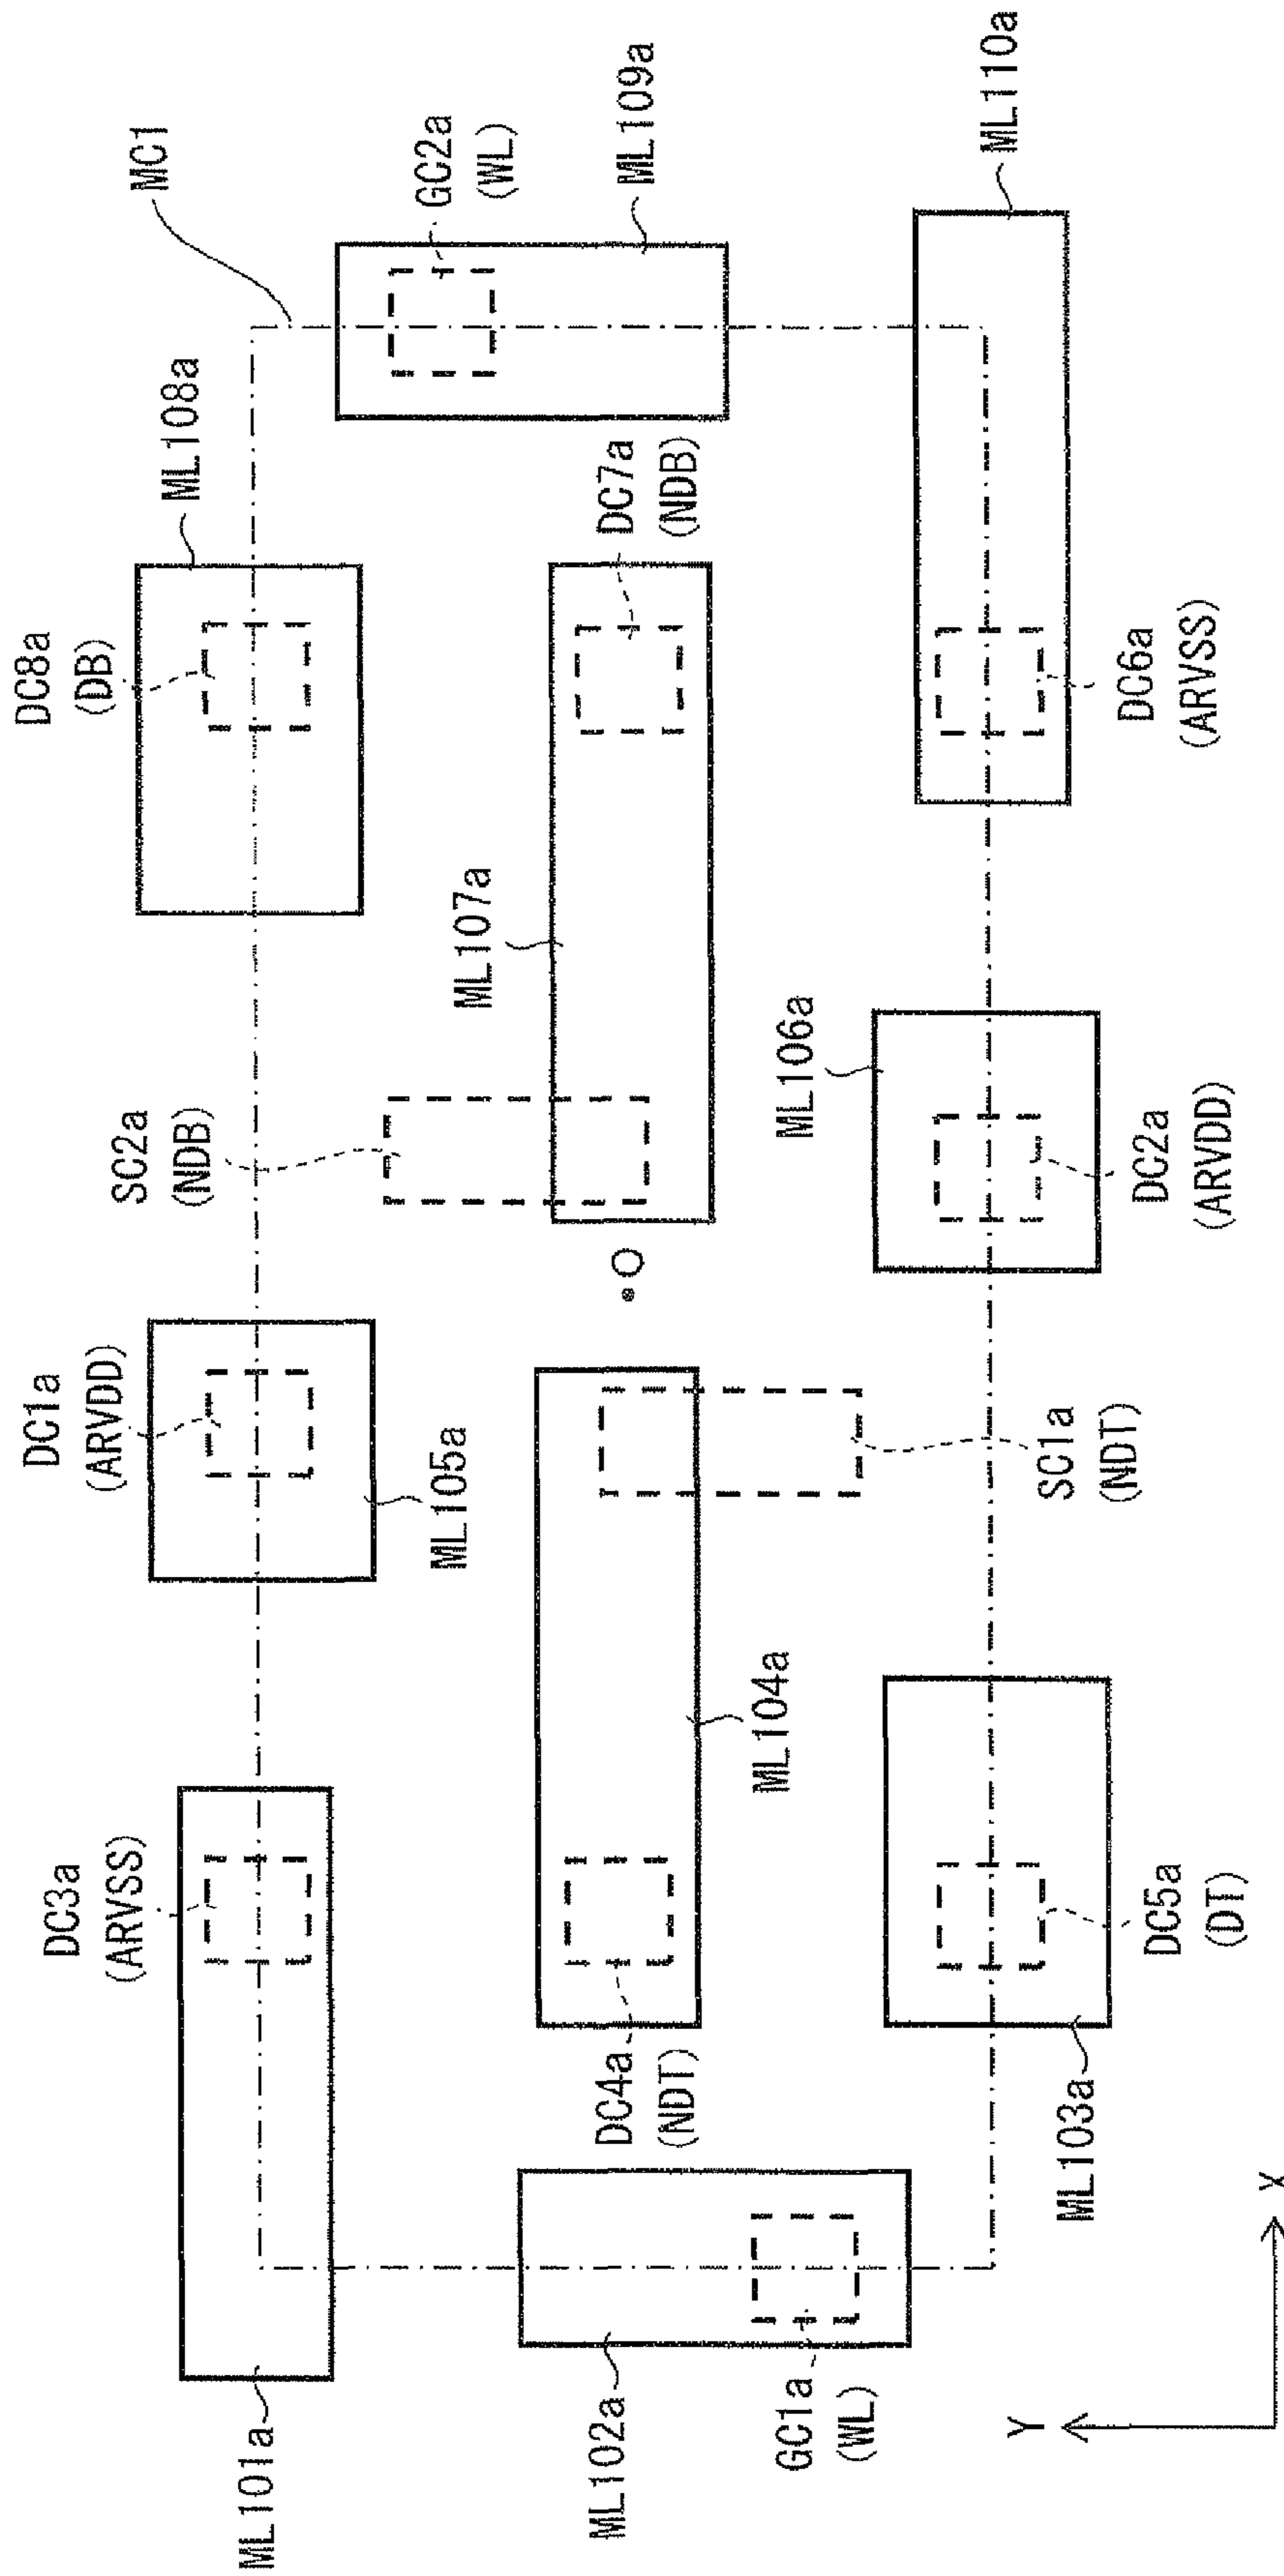 MC1
DC8a
(DB)
ML108a
GC2a
(WL)
ML109a
DC7a
(NDB)
ML110a
DC6a
(ARVSS)
ML107a
SC2a
(NDB)
ML106a
DC2a
(ARVDD)
O
DC1a
(ARVDD)
ML105a
SC1a
(NDT)
ML104a
DC3a
(ARVSS)
DC4a
(NDT)
DC5a
(DT)
ML103a
ML101a
ML102a
GC1a
(WL)
Y
X